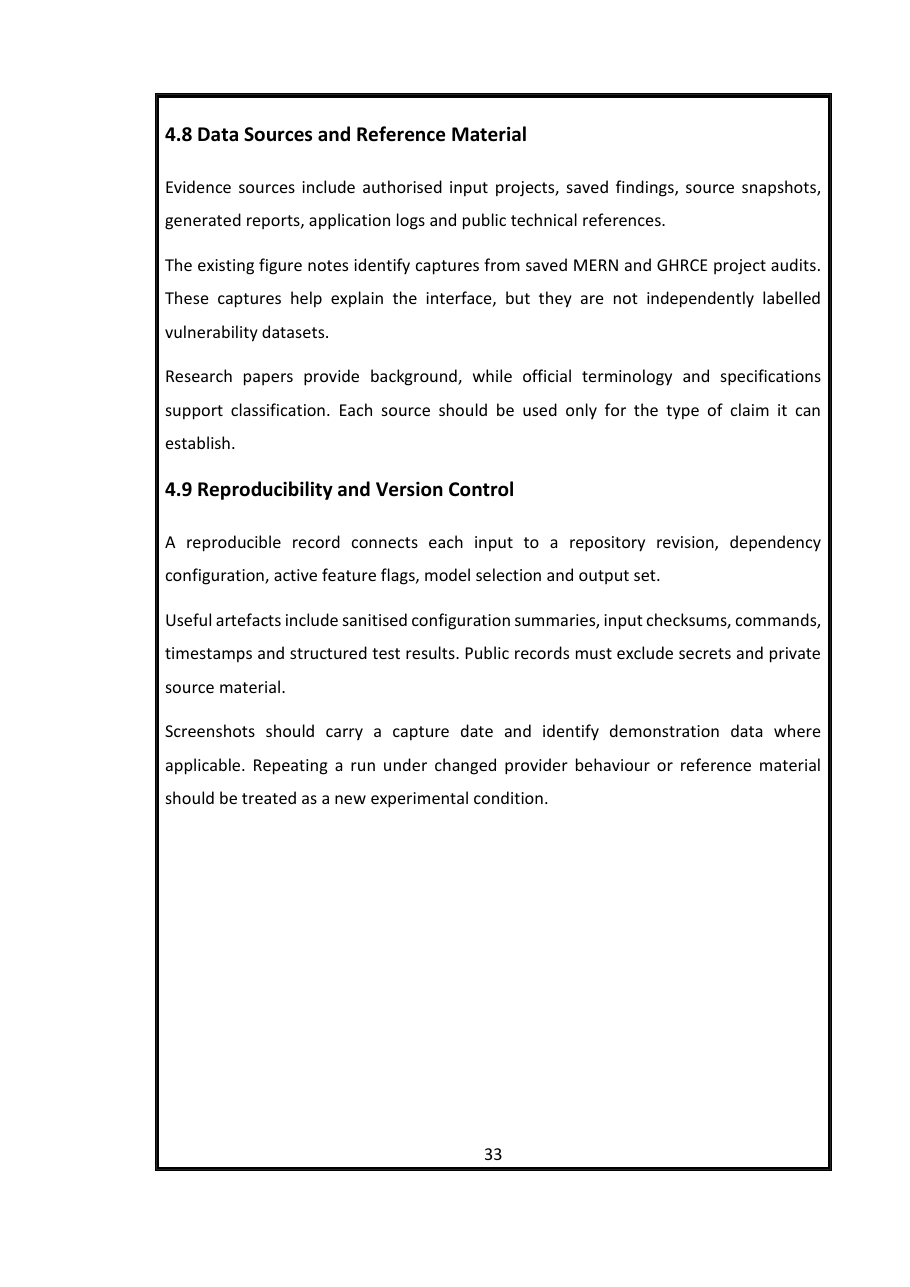 4.8 Data Sources and Reference Material
Evidence sources include authorised input projects, saved findings, source snapshots,
generated reports, application logs and public technical references.
The existing figure notes identify captures from saved MERN and GHRCE project audits.
These captures help explain the interface, but they are not independently labelled
vulnerability datasets.
Research papers provide background, while official terminology and specifications
support classification. Each source should be used only for the type of claim it can
establish.
4.9 Reproducibility and Version Control
A reproducible record connects each input to a repository revision, dependency
configuration, active feature flags, model selection and output set.
Useful artefacts include sanitised configuration summaries, input checksums, commands,
timestamps and structured test results. Public records must exclude secrets and private
source material.
Screenshots should carry a capture date and identify demonstration data where
applicable. Repeating a run under changed provider behaviour or reference material
should be treated as a new experimental condition.
33